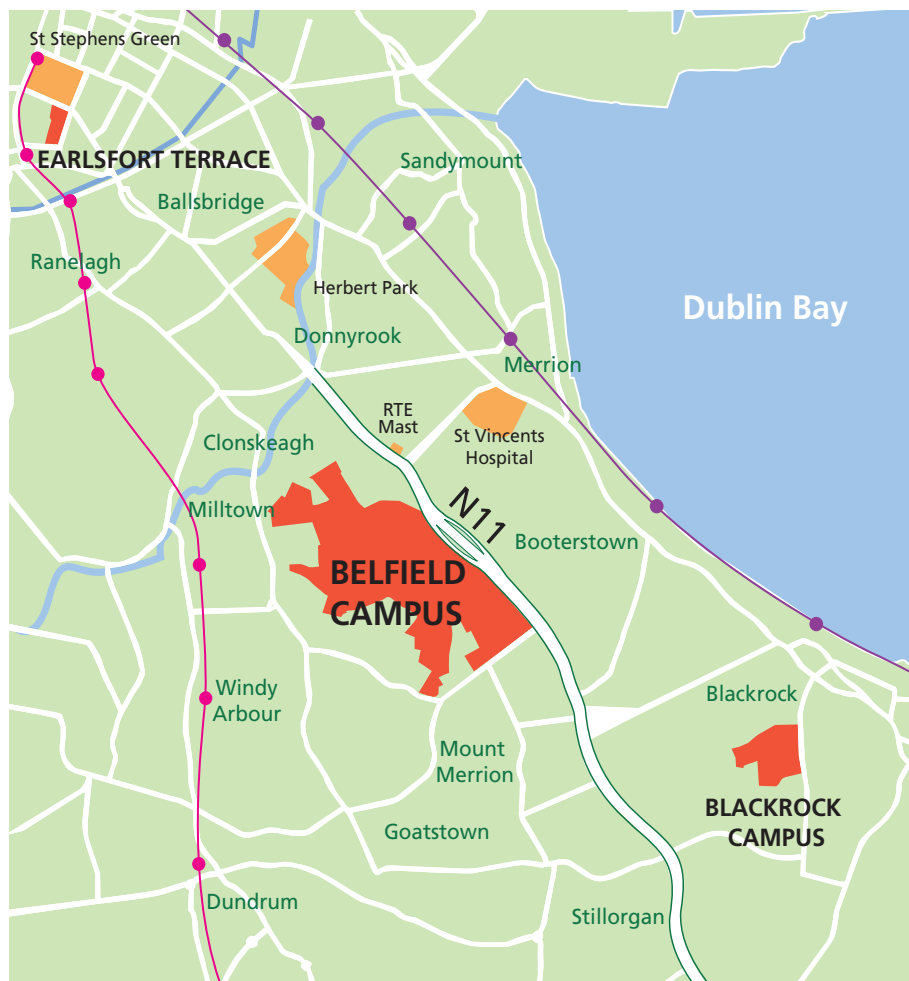 St Stephens Green
EARLSFORT TERRACE
Sandymount
Ballsbridge
Ranelagh
Herbert Park
Dublin Bay
Donnyrook
Merrion
RTE
Mast
St Vincents
Hospital
Clonskeagh
Milltown
N11
Booterstown
BELFIELD
CAMPUS
Windy
Arbour
Blackrock
Mount
Merrion
BLACKROCK
CAMPUS
Goatstown
Dundrum
Stillorgan